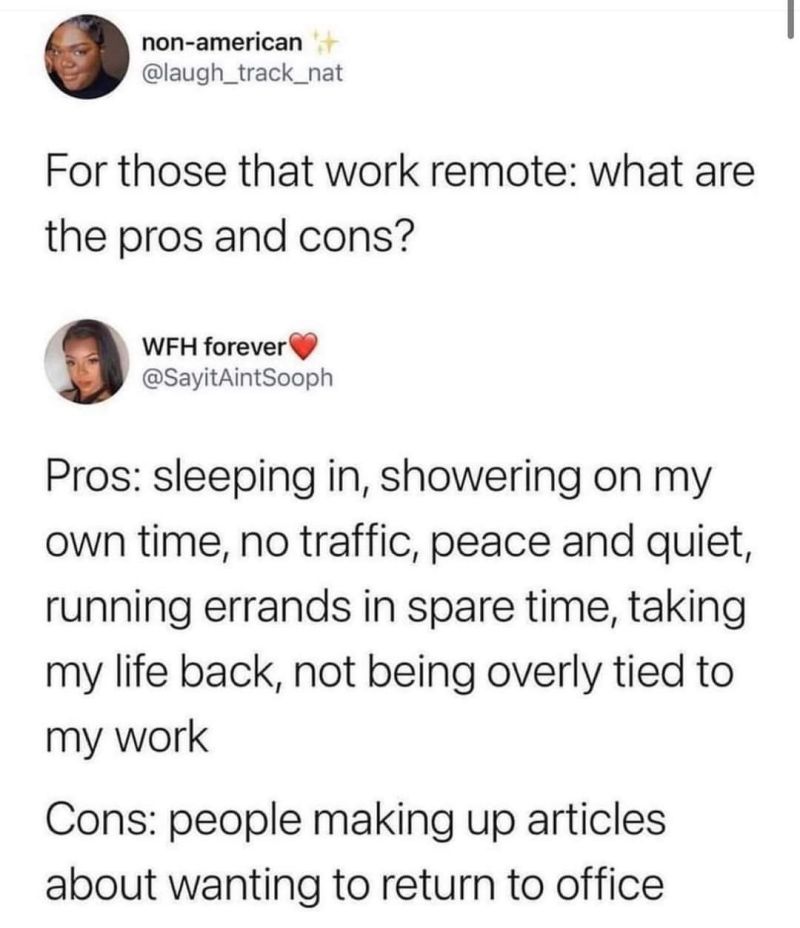 non-american ✨
@laugh_track_nat
For those that work remote: what are
the pros and cons?
WFH forever❤️
@SayitAintSooph
Pros: sleeping in, showering on my
own time, no traffic, peace and quiet,
running errands in spare time, taking
my life back, not being overly tied to
my work
Cons: people making up articles
about wanting to return to office